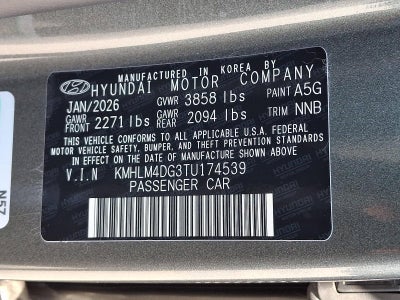 MANUFACTURED IN KOREA BY
HYUNDAI MOTOR COMPANY
JAN/2026 GVWR 3858 lbs PAINT A5G
GAWR FRONT 2271 lbs GAWR REAR 2094 lbs TRIM NNB
THIS VEHICLE CONFORMS TO ALL APPLICABLE U.S.A. FEDERAL
MOTOR VEHICLE SAFETY, BUMPER, AND THEFT PREVENTION
STANDARDS IN EFFECT ON THE DATE OF MANUFACTURE SHOWN ABOVE.
V.I.N KMHLM4DG3TU174539
PASSENGER CAR
N57